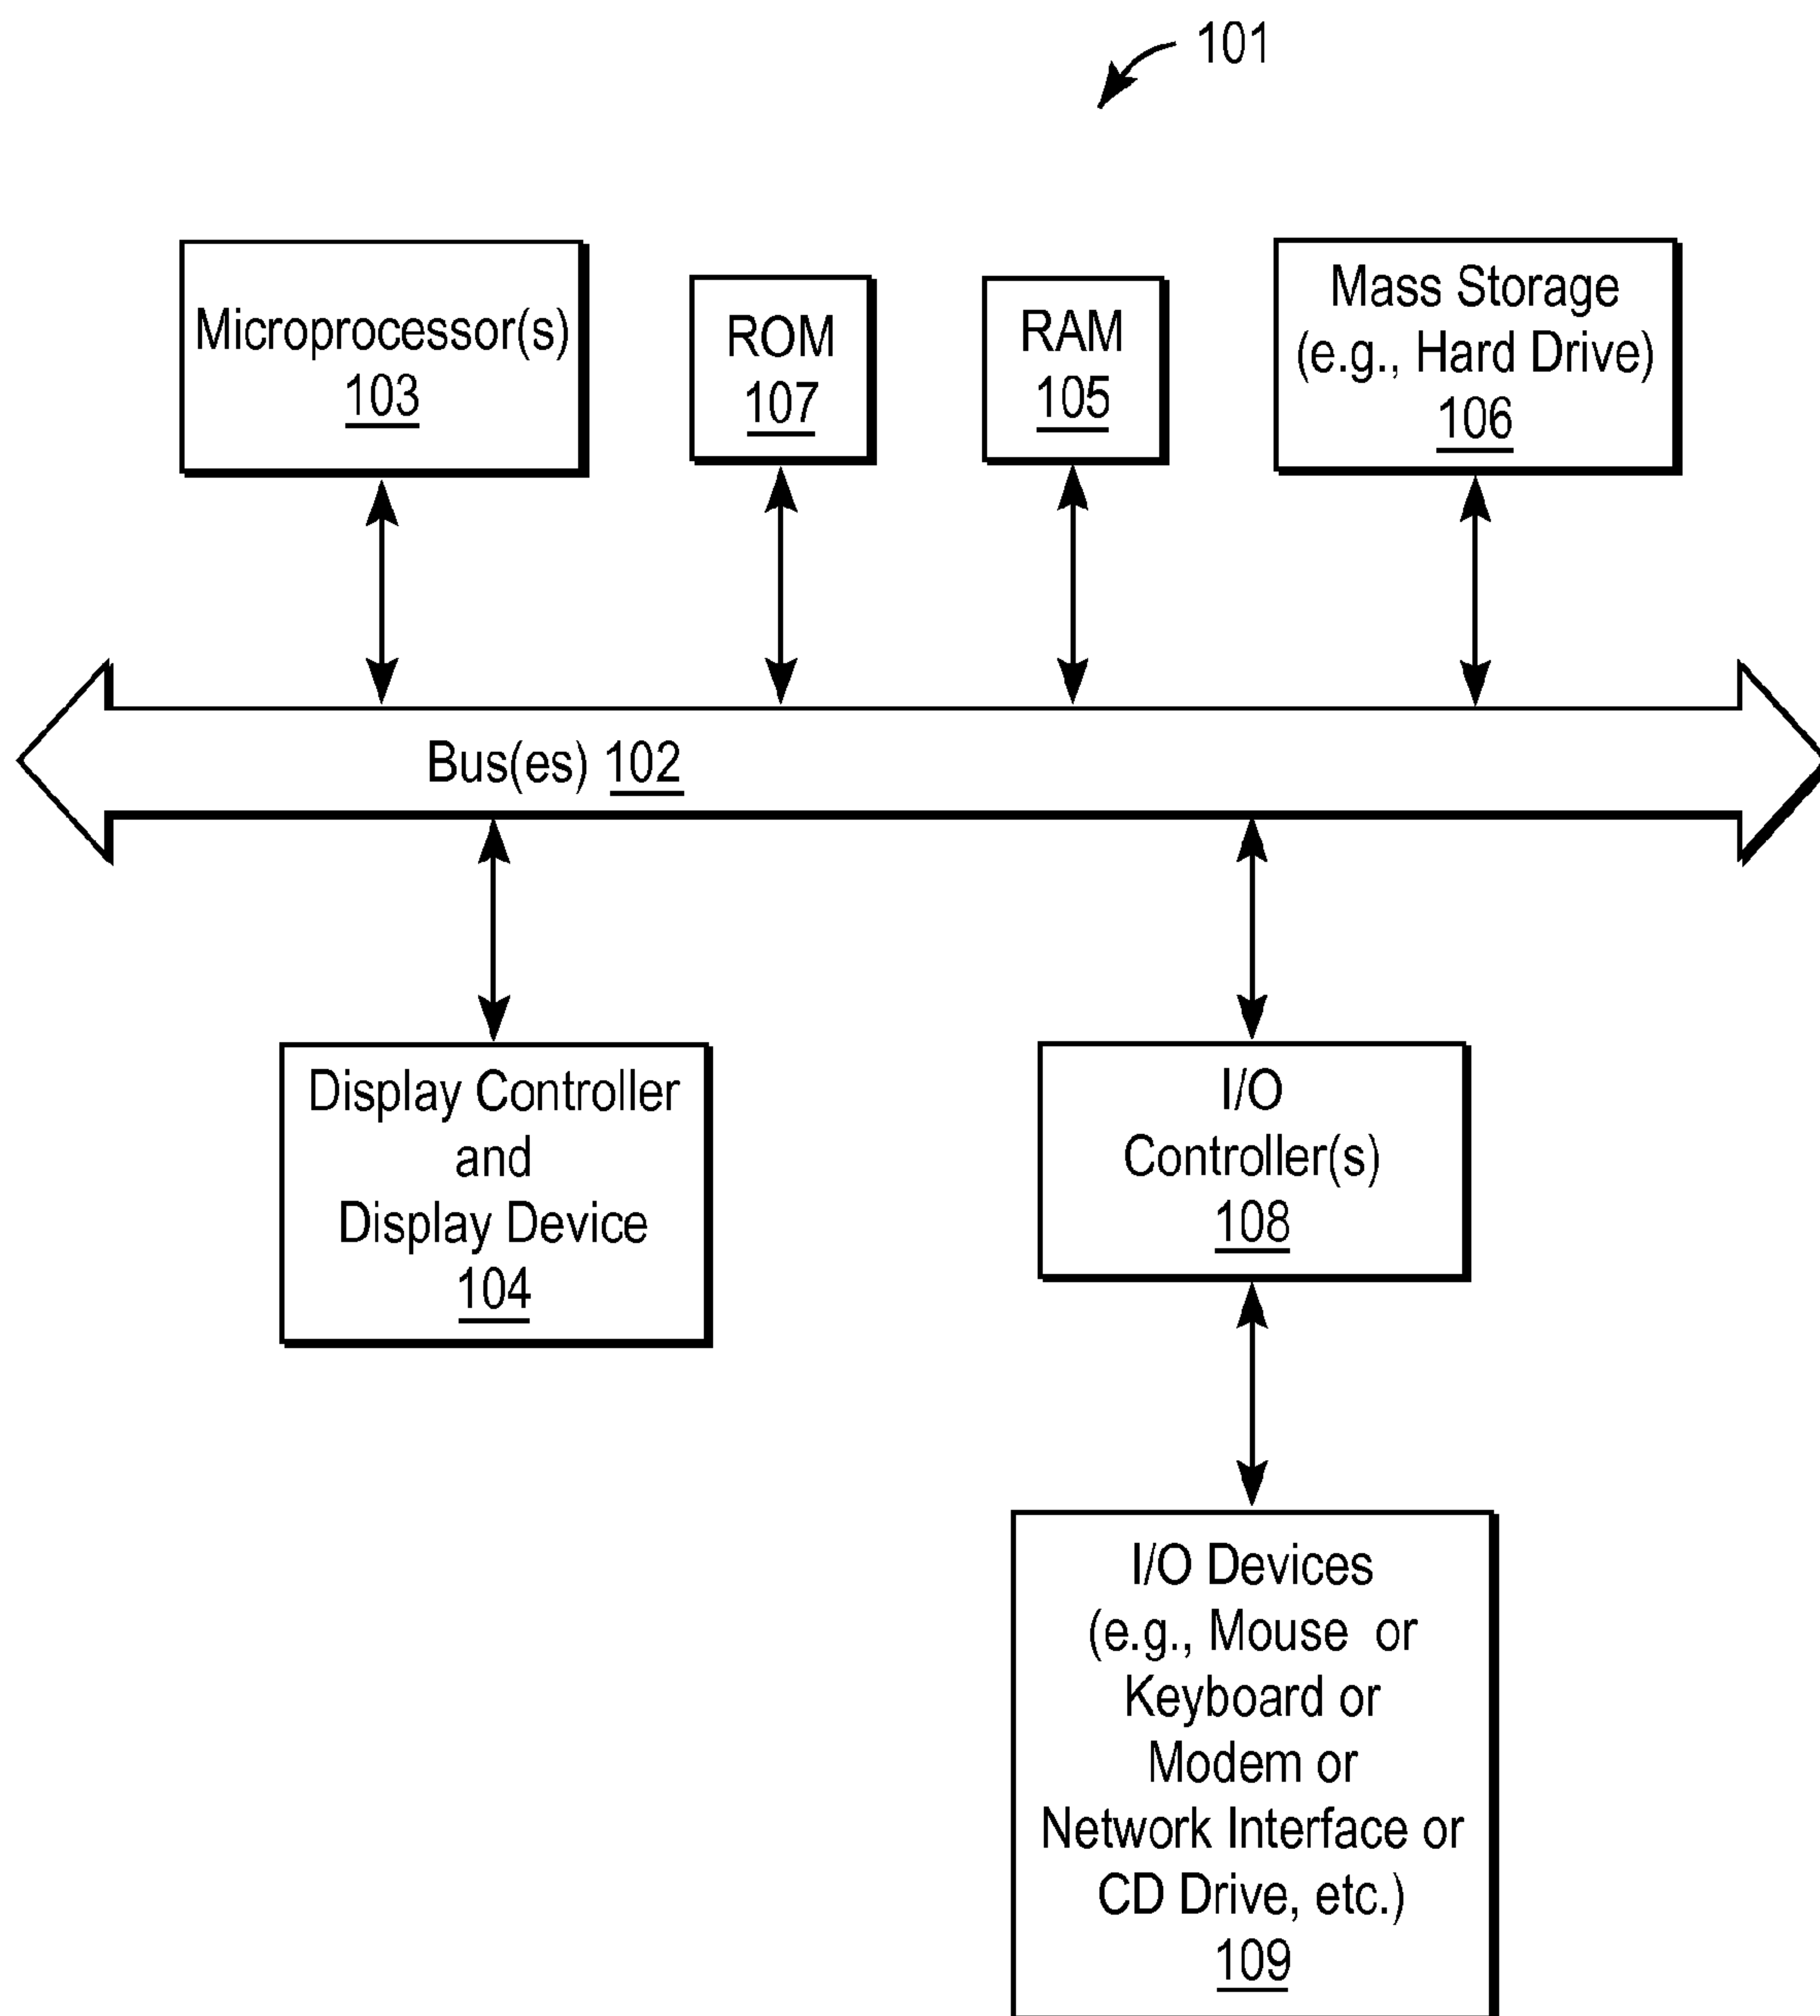 101
Microprocessor(s)
103
ROM
107
RAM
105
Mass Storage
(e.g., Hard Drive)
106
Bus(es) 102
Display Controller
and
Display Device
104
I/O
Controller(s)
108
I/O Devices
(e.g., Mouse or
Keyboard or
Modem or
Network Interface or
CD Drive, etc.)
109